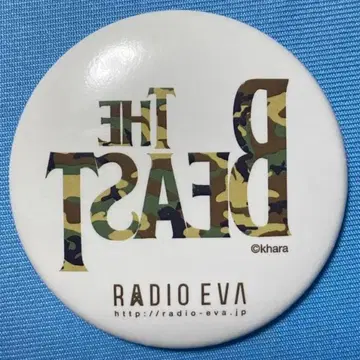 THE
BEAST
©khara
RADIO EVA
http://radio-eva.jp